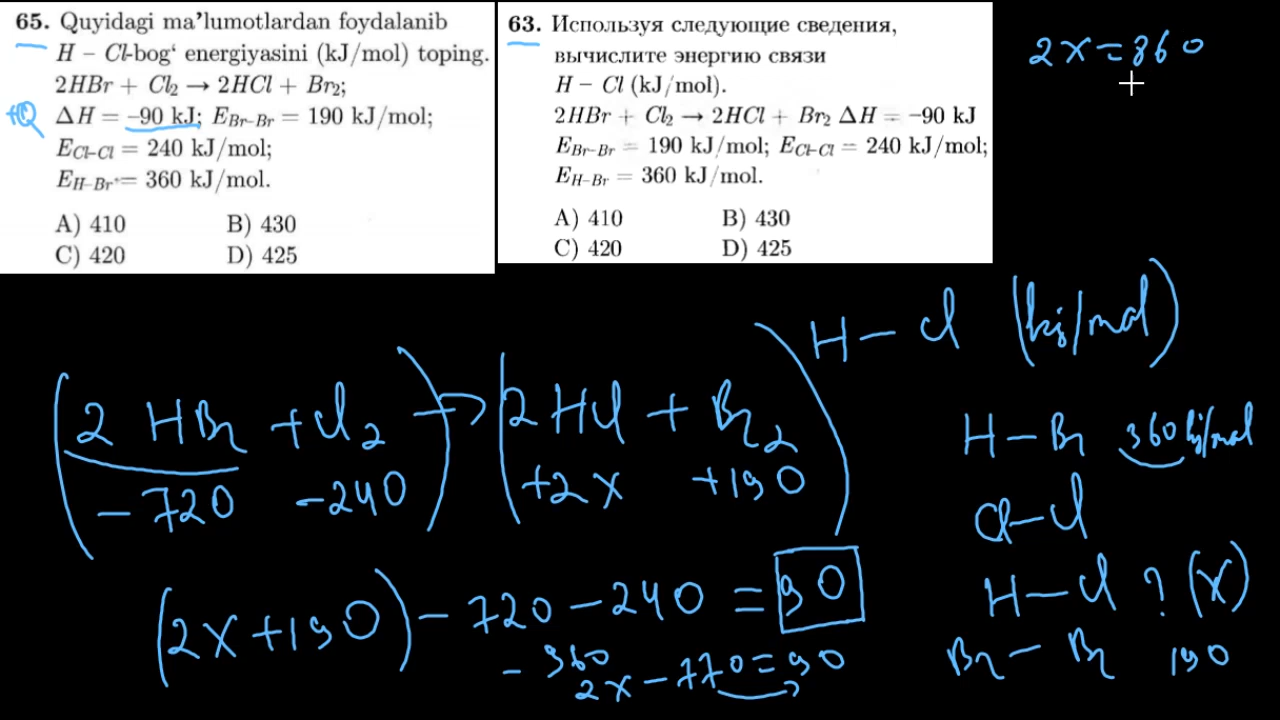 65. Quyidagi ma’lumotlardan foydalanib
H – Cl-bog‘ energiyasini (kJ/mol) toping.
2HBr + Cl₂ → 2HCl + Br₂;
+Q ΔH = −90 kJ; E_Br–Br = 190 kJ/mol;
E_Cl–Cl = 240 kJ/mol;
E_H–Br = 360 kJ/mol.
A) 410 B) 430
C) 420 D) 425
63. Используя следующие сведения,
вычислите энергию связи
H – Cl (kJ/mol).
2HBr + Cl₂ → 2HCl + Br₂ ΔH = −90 kJ
E_Br–Br = 190 kJ/mol; E_Cl–Cl = 240 kJ/mol;
E_H–Br = 360 kJ/mol.
A) 410 B) 430
C) 420 D) 425
2x = 860
H – Cl (kj/mol)
(2 HBr + Cl₂) → (2HCl + Br₂)
− 720 − 240 +2x +190
(2x + 190) − 720 − 240 = 90
− 960
2x − 770 = 90
H – Br 360 kj/mol
Cl – Cl
H – Cl ? (x)
Br – Br 190